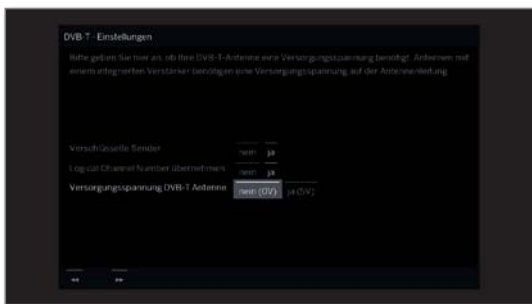 DVB-T - Einstellungen
Bitte geben Sie hier an, ob Ihre DVB-T-Antenne eine Versorgungsspannung benötigt. Antennen mit
einem integrierten Verstärker benötigen eine Versorgungsspannung auf der Antennenleitung
Verschlüsselte Sender nein ja
Logical Channel Number übernehmen nein ja
Versorgungsspannung DVB-T Antenne nein (0V) ja (5V)